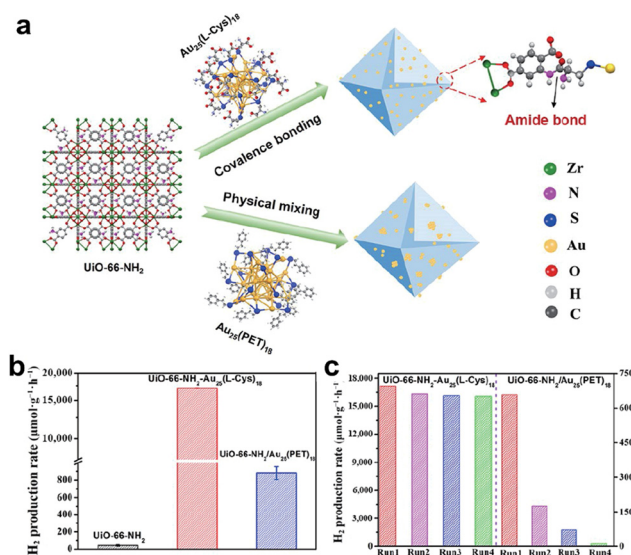 a
Au25(L-Cys)18
Covalence bonding
Amide bond
Physical mixing
UiO-66-NH2
Au25(PET)18
Zr
N
S
Au
O
H
C
b
H2 production rate (μmol·g⁻¹·h⁻¹)
20,000
15,000
10,000
800
600
400
200
0
UiO-66-NH2-Au25(L-Cys)18
UiO-66-NH2/Au25(PET)18
UiO-66-NH2
c
H2 production rate (μmol·g⁻¹·h⁻¹)
18,000
15,000
12,000
9,000
6,000
3,000
0
UiO-66-NH2-Au25(L-Cys)18
UiO-66-NH2/Au25(PET)18
750
600
450
300
150
0
Run1 Run2 Run3 Run4 Run1 Run2 Run3 Run4